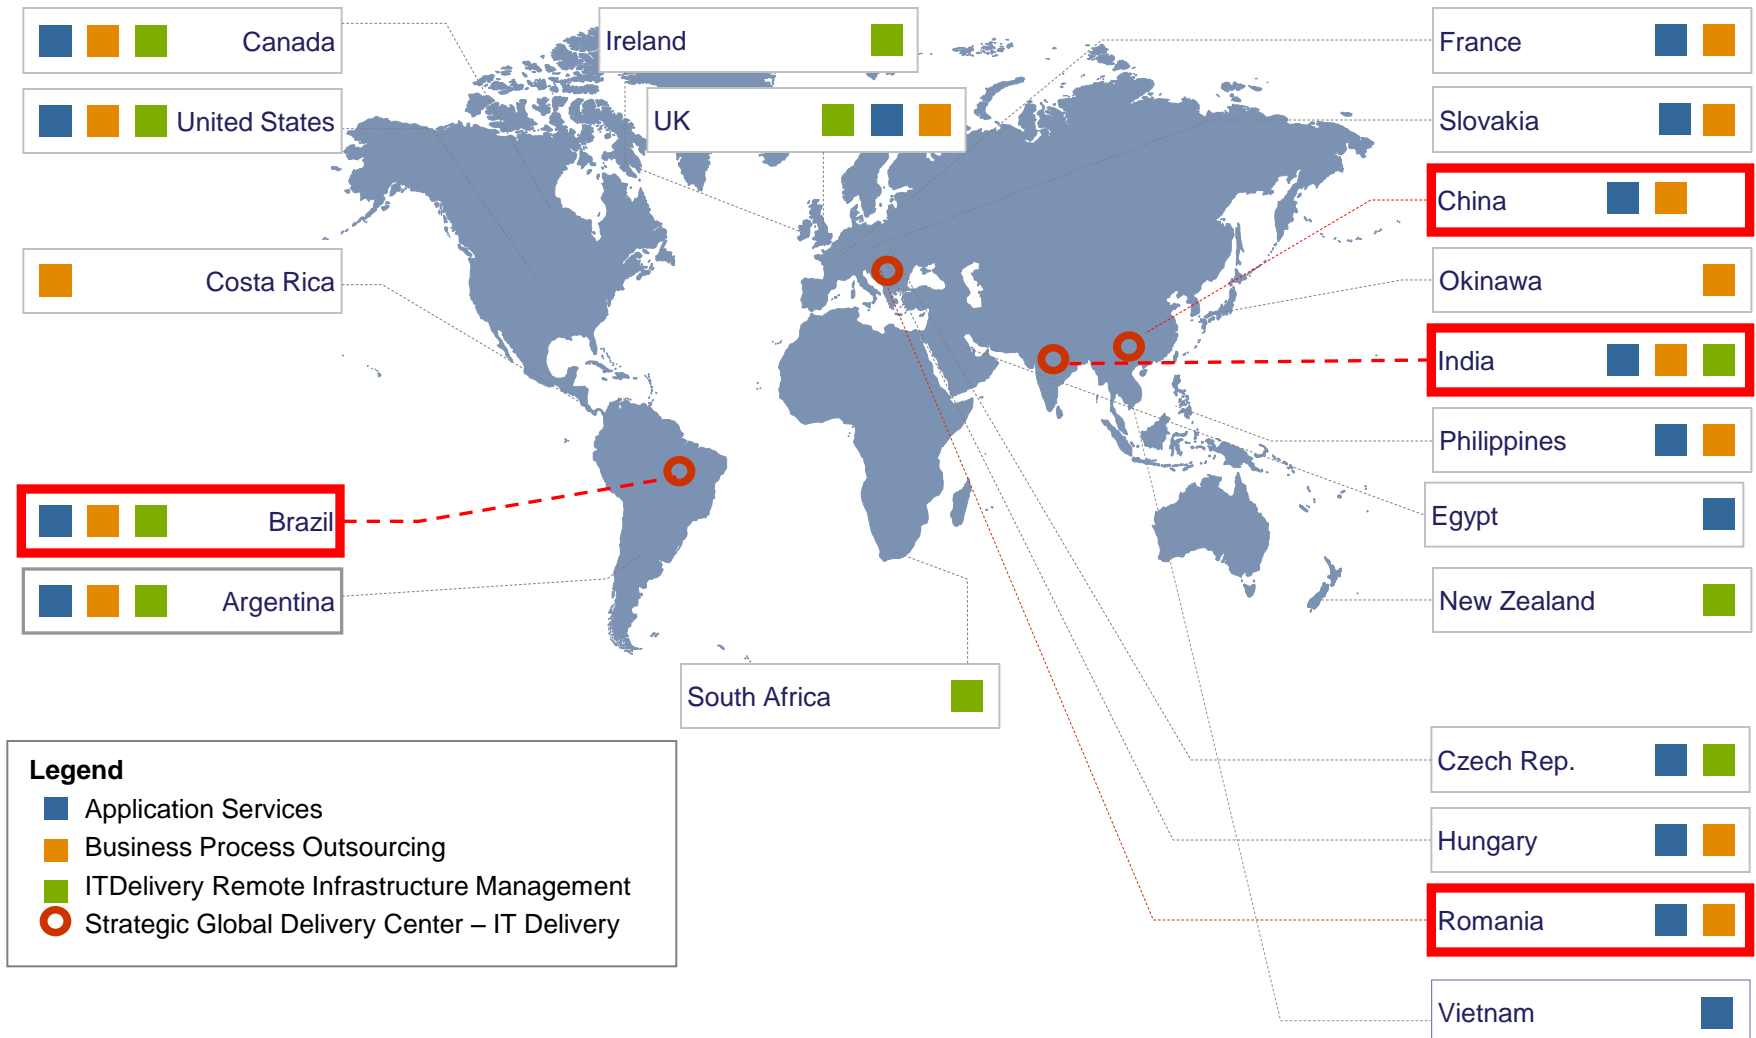 Canada
United States
Costa Rica
Brazil
Argentina
Ireland
UK
South Africa
France
Slovakia
China
Okinawa
India
Philippines
Egypt
New Zealand
Czech Rep.
Hungary
Romania
Vietnam
Legend
Application Services
Business Process Outsourcing
ITDelivery Remote Infrastructure Management
Strategic Global Delivery Center – IT Delivery